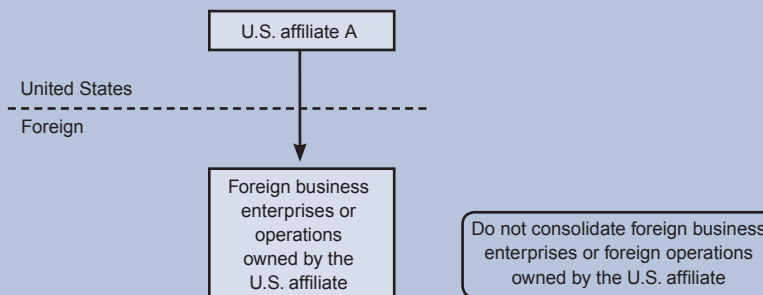 U.S. affiliate A
United States
Foreign
Foreign business
enterprises or
operations
owned by the
U.S. affiliate
Do not consolidate foreign business
enterprises or foreign operations
owned by the U.S. affiliate